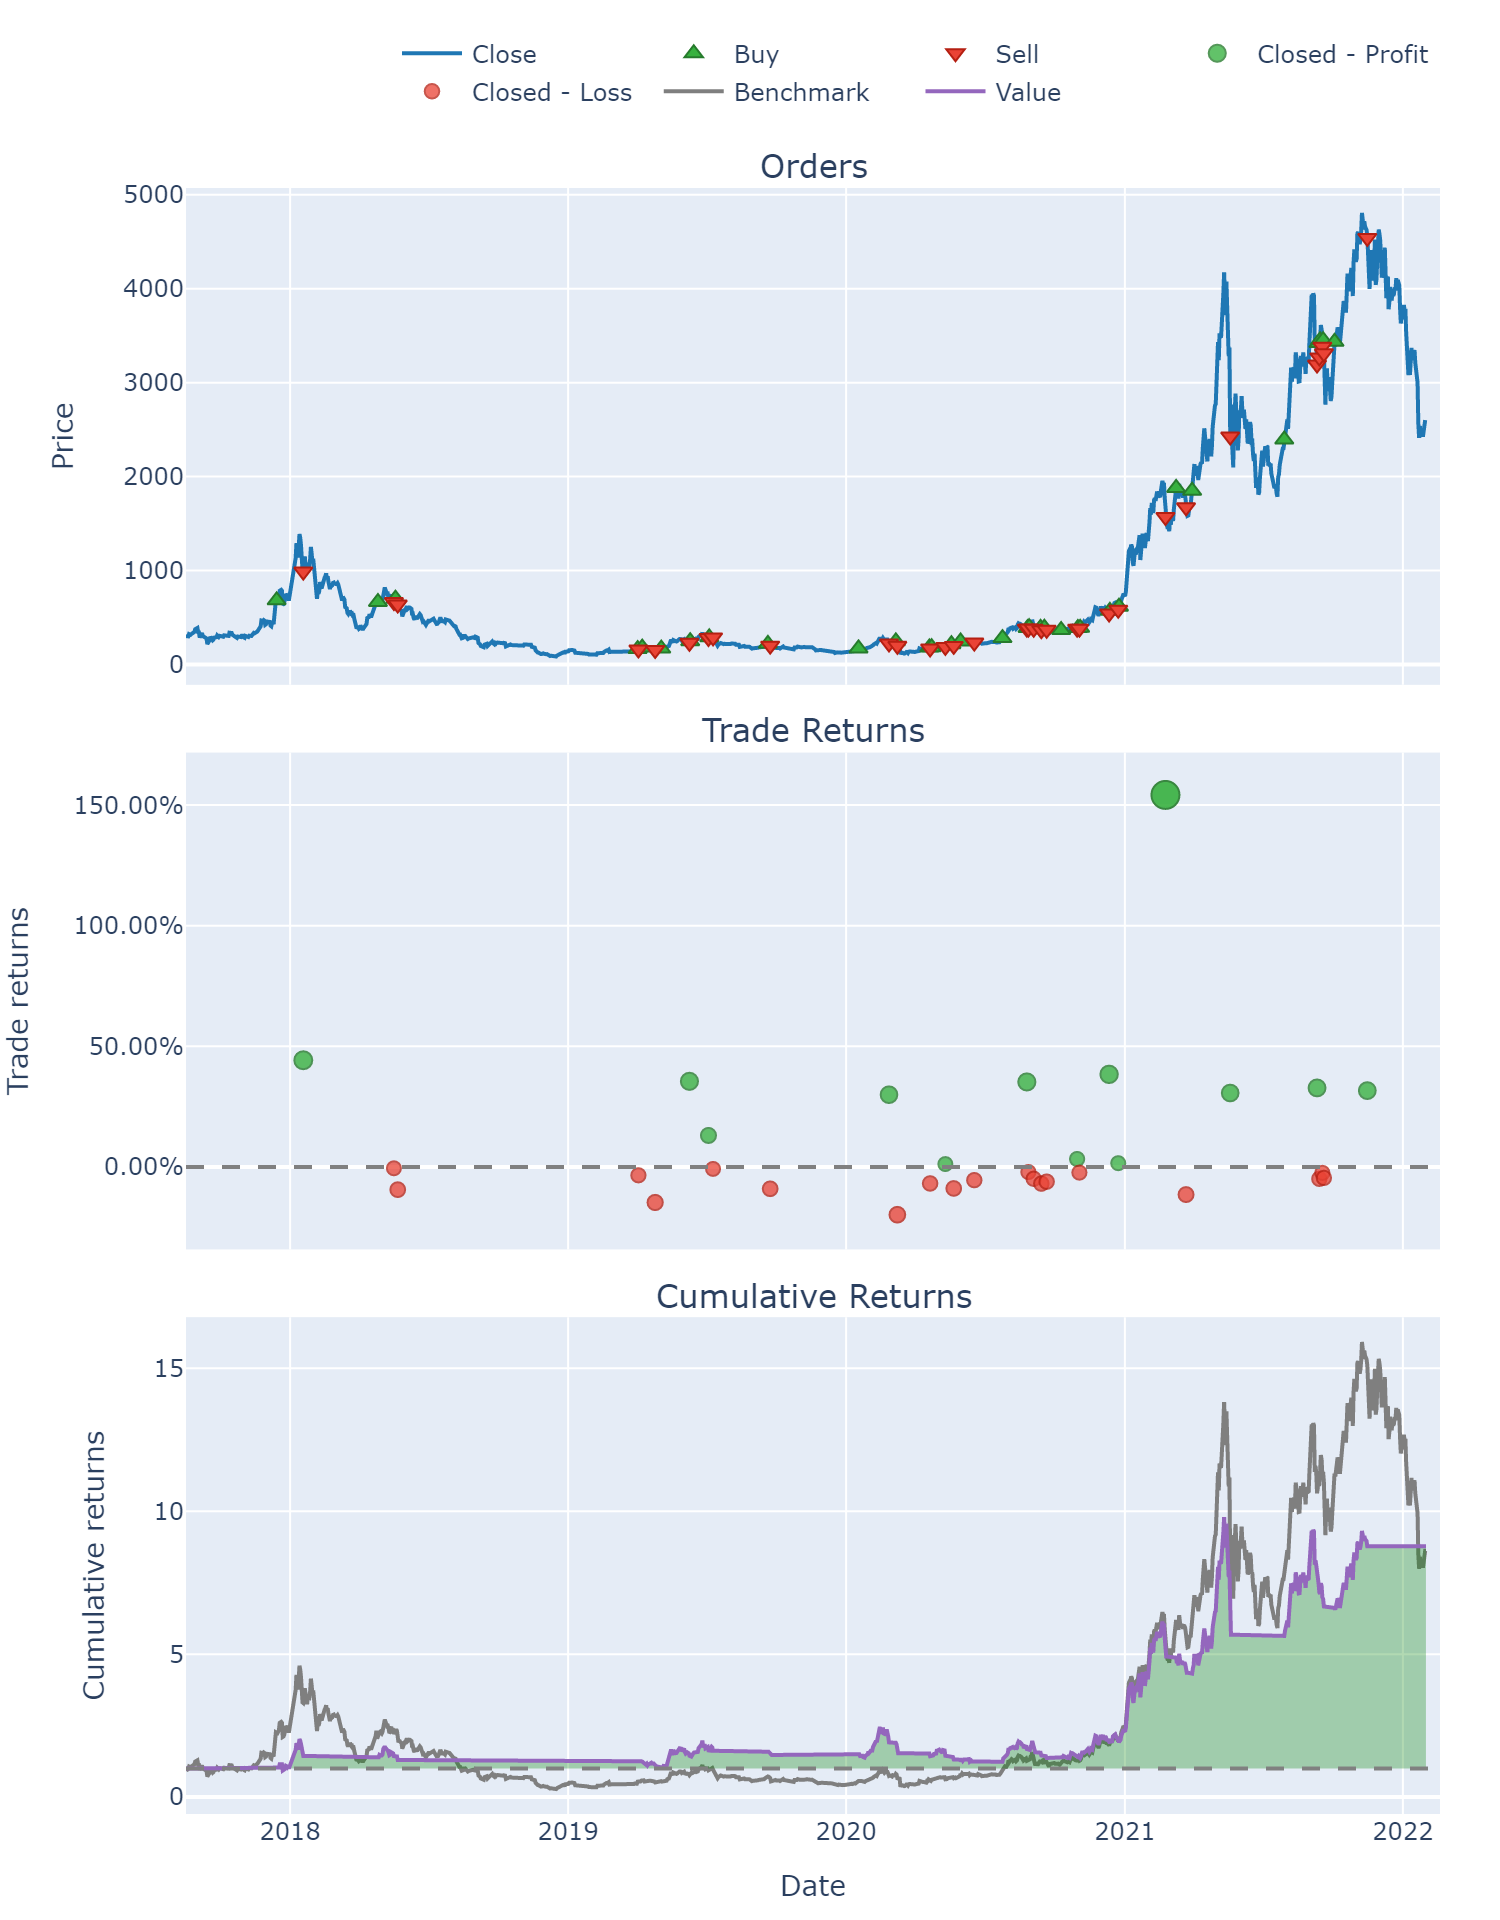 Close Buy Sell Closed - Profit
Closed - Loss Benchmark Value
Orders
5000
4000
3000
2000
1000
0
Price
Trade Returns
150.00%
100.00%
50.00%
0.00%
Trade returns
Cumulative Returns
15
10
5
0
Cumulative returns
2018 2019 2020 2021 2022
Date